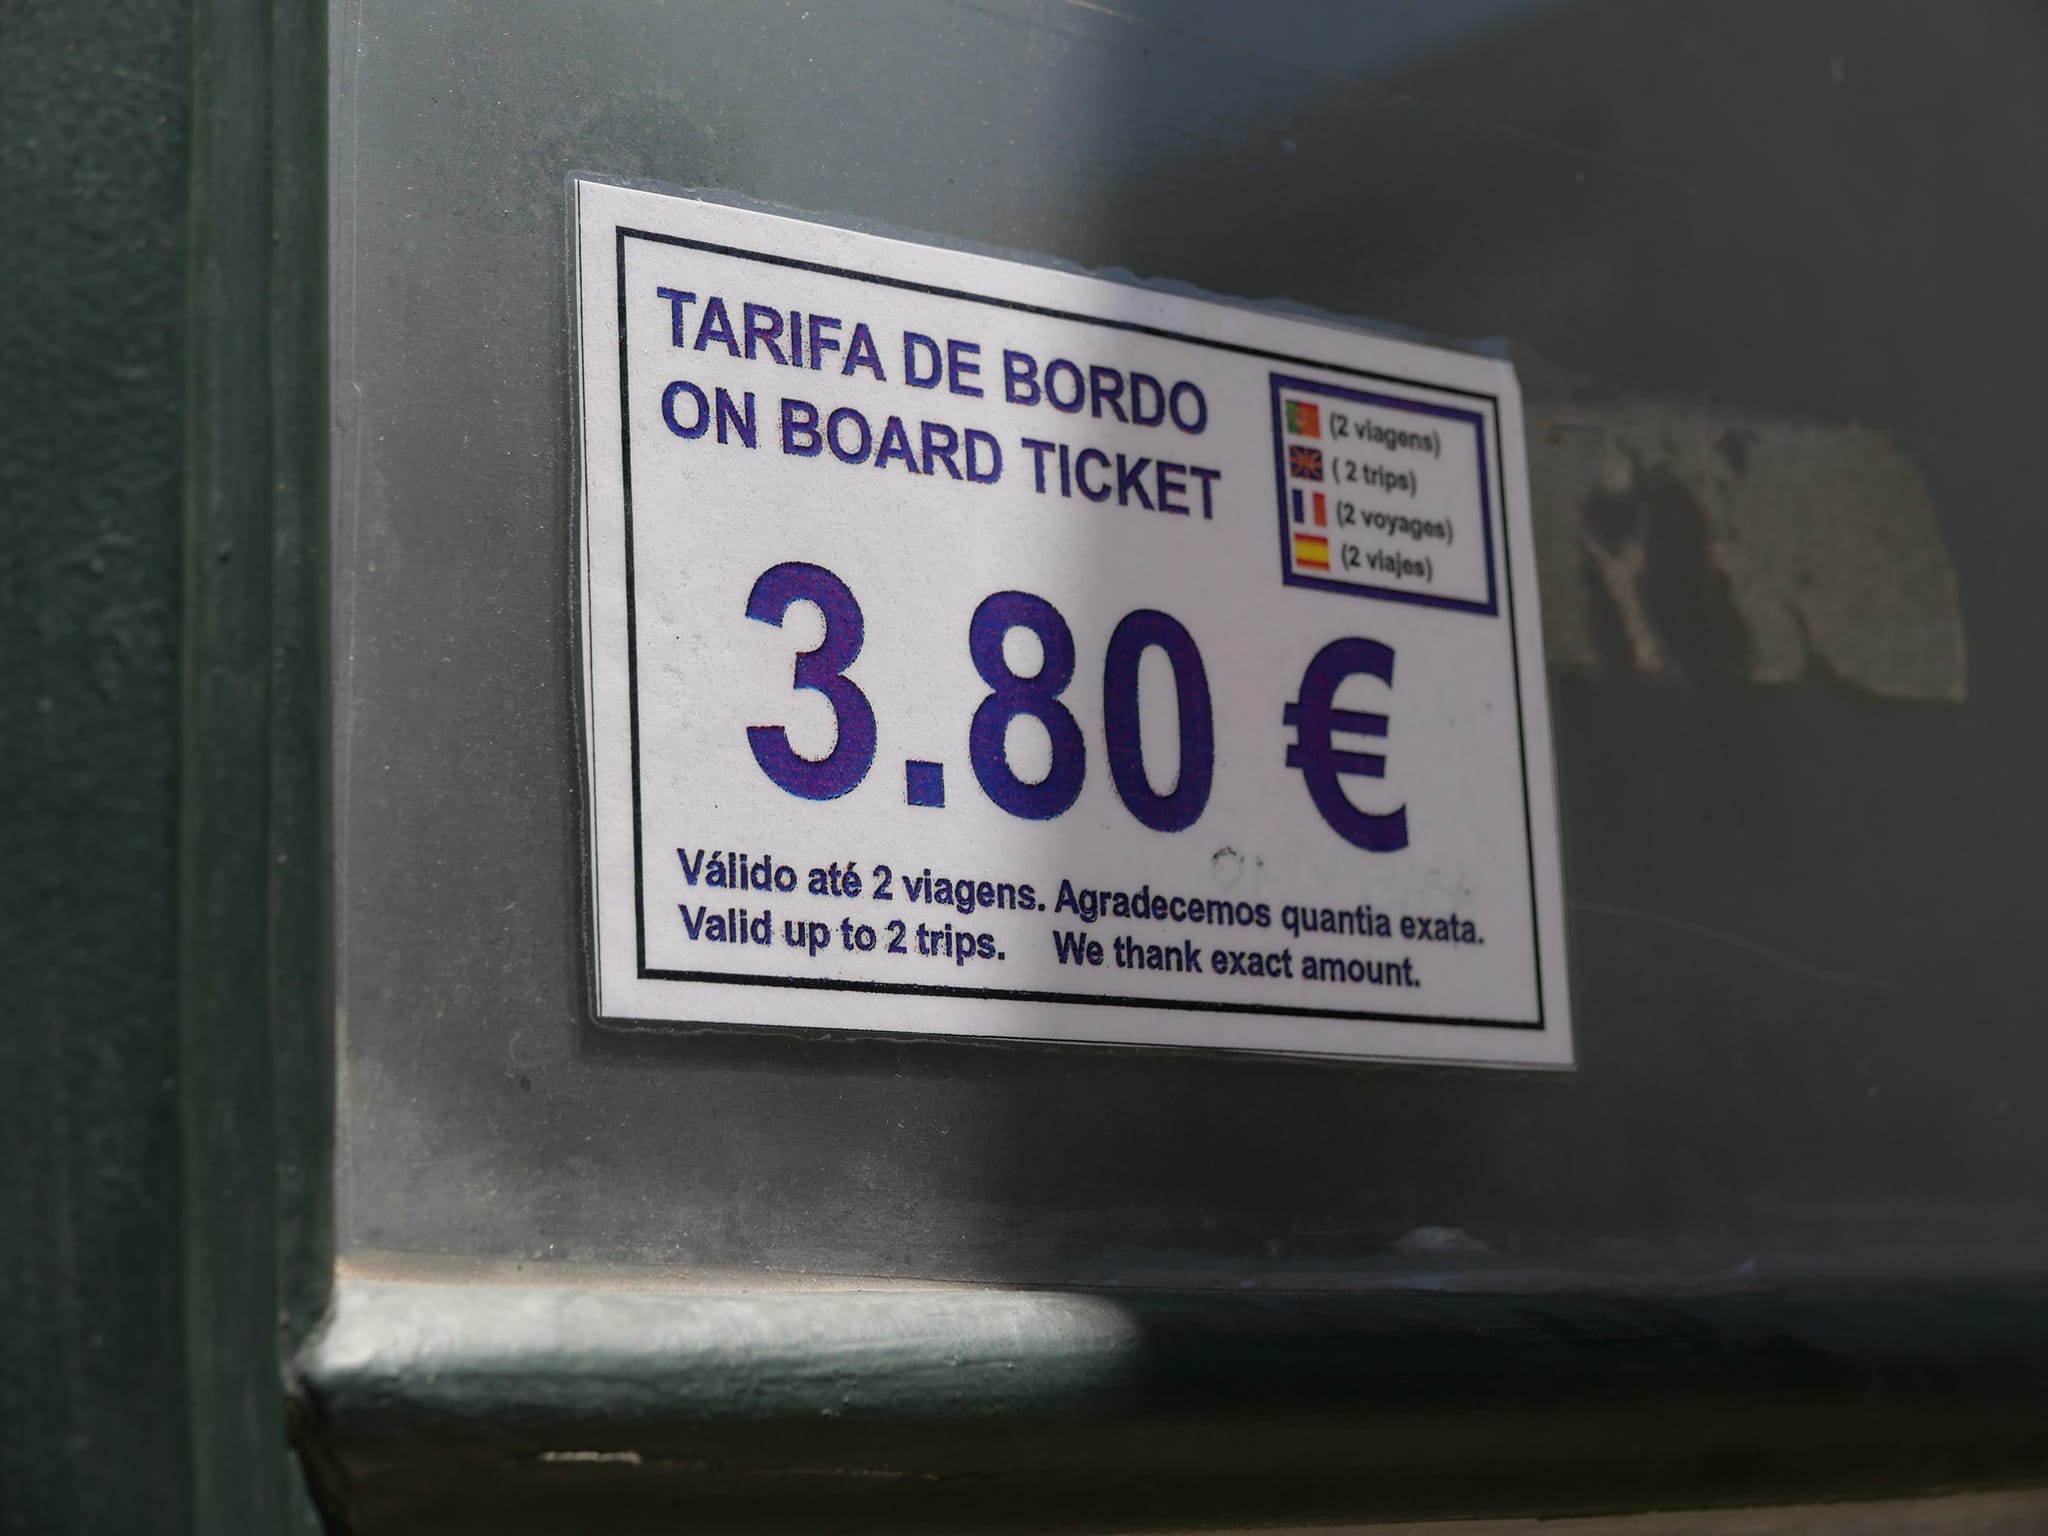 TARIFA DE BORDO
ON BOARD TICKET
(2 viagens)
( 2 trips)
(2 voyages)
(2 viajes)
3.80 €
Válido até 2 viagens. Agradecemos quantia exata.
Valid up to 2 trips. We thank exact amount.